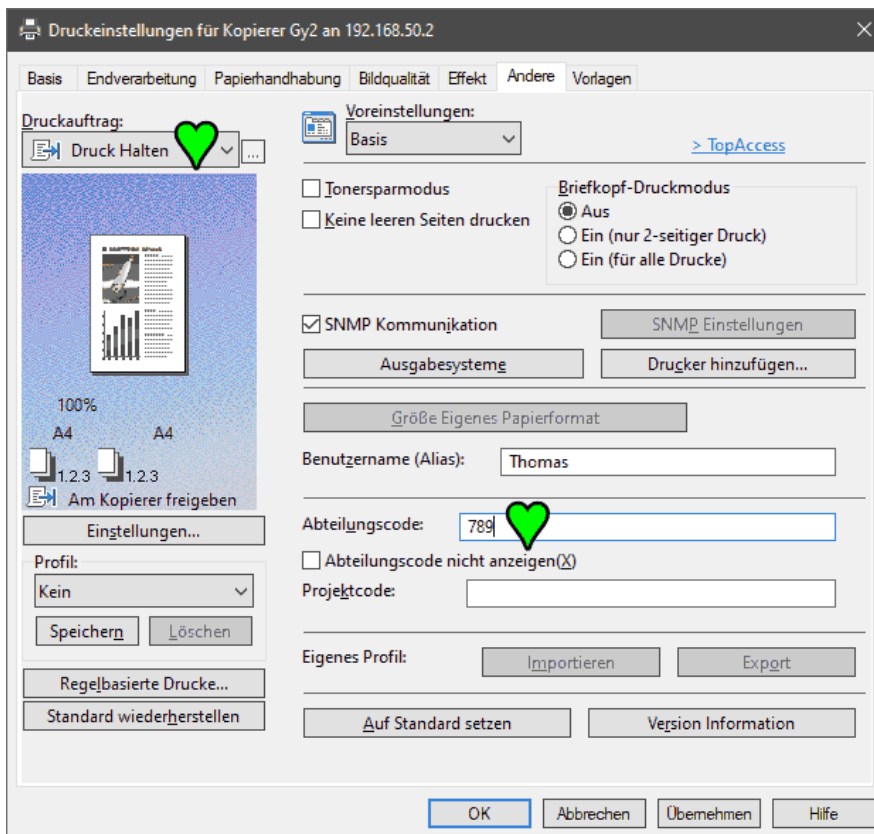 Druckeinstellungen für Kopierer Gy2 an 192.168.50.2
Basis Endverarbeitung Papierhandhabung Bildqualität Effekt Andere Vorlagen
Druckauftrag:
Druck Halten
...
100%
A4 A4
1.2.3 1.2.3
Am Kopierer freigeben
Einstellungen...
Profil:
Kein
Speichern Löschen
Regelbasierte Drucke...
Standard wiederherstellen
Voreinstellungen:
Basis
> TopAccess
Tonersparmodus
Keine leeren Seiten drucken
Briefkopf-Druckmodus
Aus
Ein (nur 2-seitiger Druck)
Ein (für alle Drucke)
SNMP Kommunikation SNMP Einstellungen
Ausgabesysteme Drucker hinzufügen...
Größe Eigenes Papierformat
Benutzername (Alias): Thomas
Abteilungscode: 789
Abteilungscode nicht anzeigen(X)
Projektcode:
Eigenes Profil: Importieren Export
Auf Standard setzen Version Information
OK Abbrechen Übernehmen Hilfe